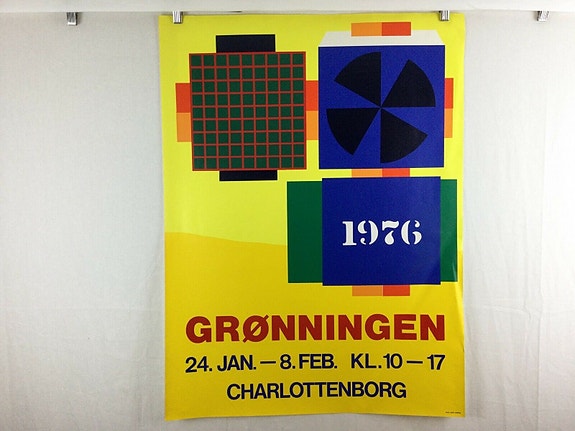 1976
GRØNNINGEN
24. JAN. — 8. FEB. KL. 10 — 17
CHARLOTTENBORG